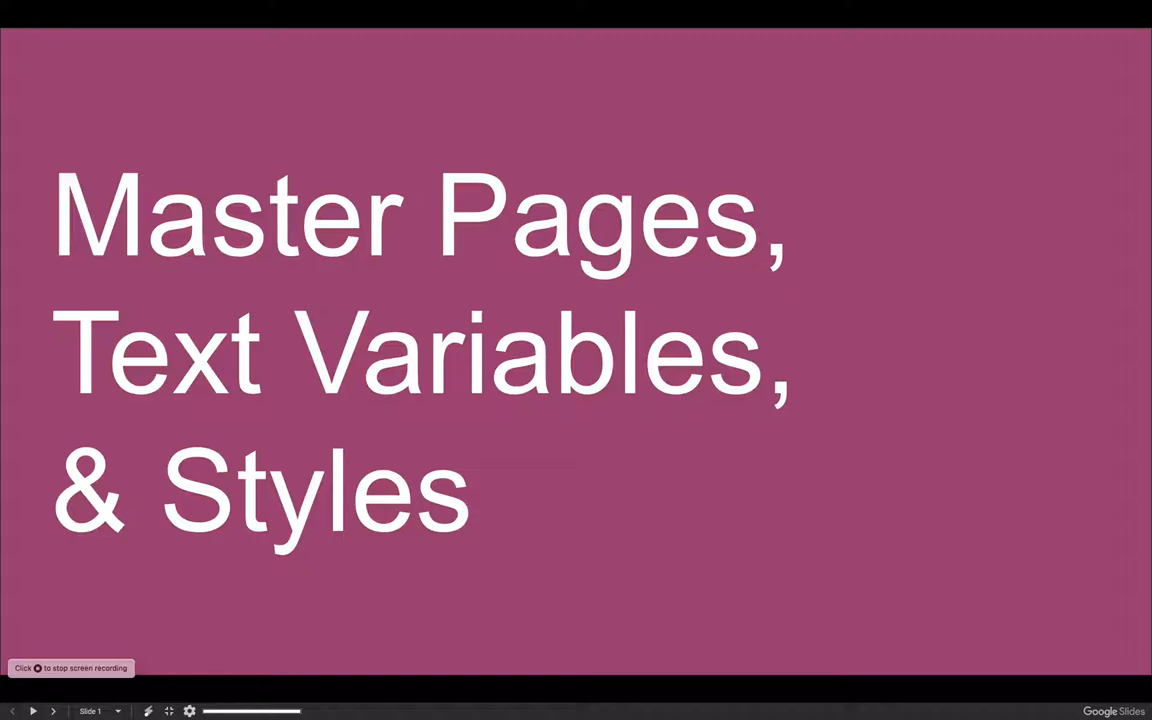 Master Pages,
Text Variables,
& Styles
Click to stop screen recording
Slide 1
Google Slides